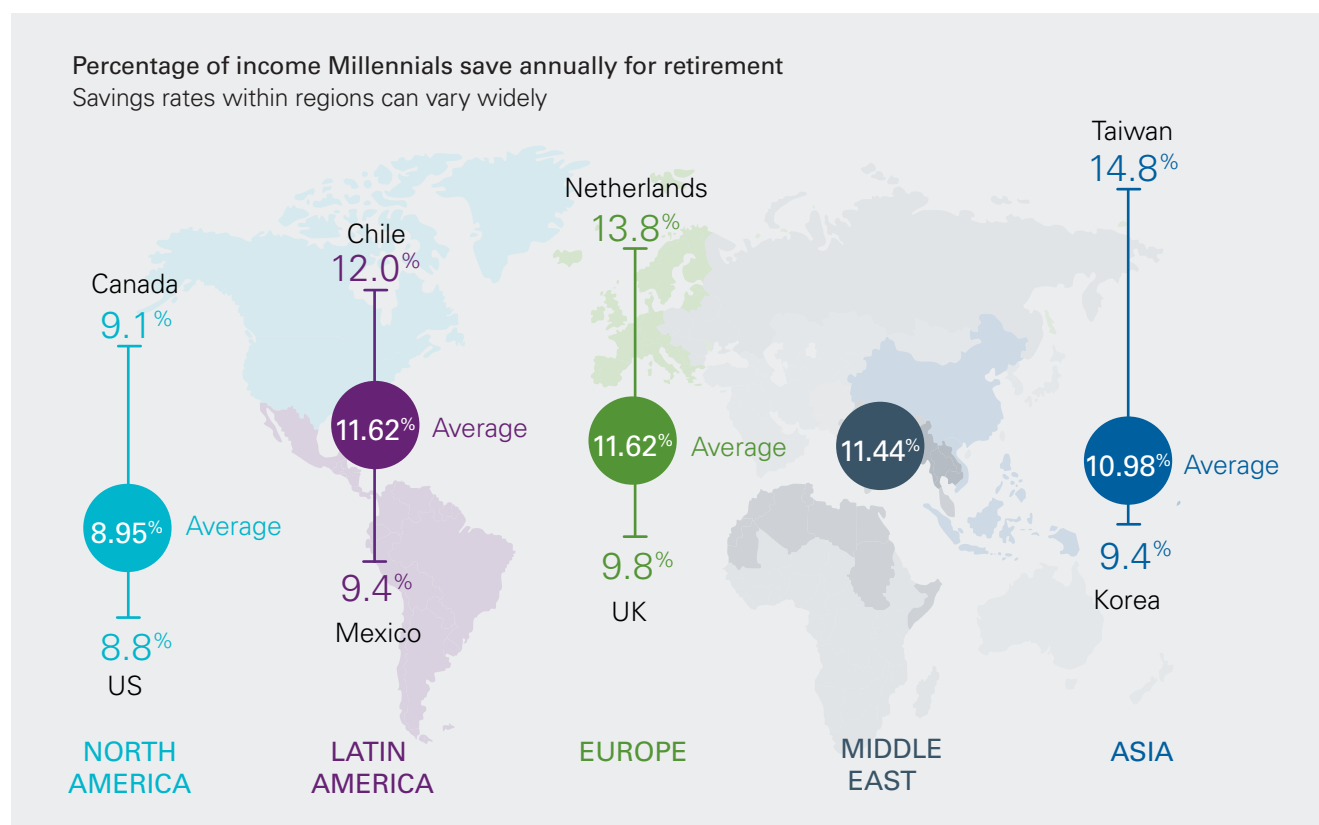 Percentage of income Millennials save annually for retirement
Savings rates within regions can vary widely
Canada
9.1%
8.95% Average
8.8%
US
NORTH
AMERICA
Chile
12.0%
11.62% Average
9.4%
Mexico
LATIN
AMERICA
Netherlands
13.8%
11.62% Average
9.8%
UK
EUROPE
11.44%
MIDDLE
EAST
Taiwan
14.8%
10.98% Average
9.4%
Korea
ASIA